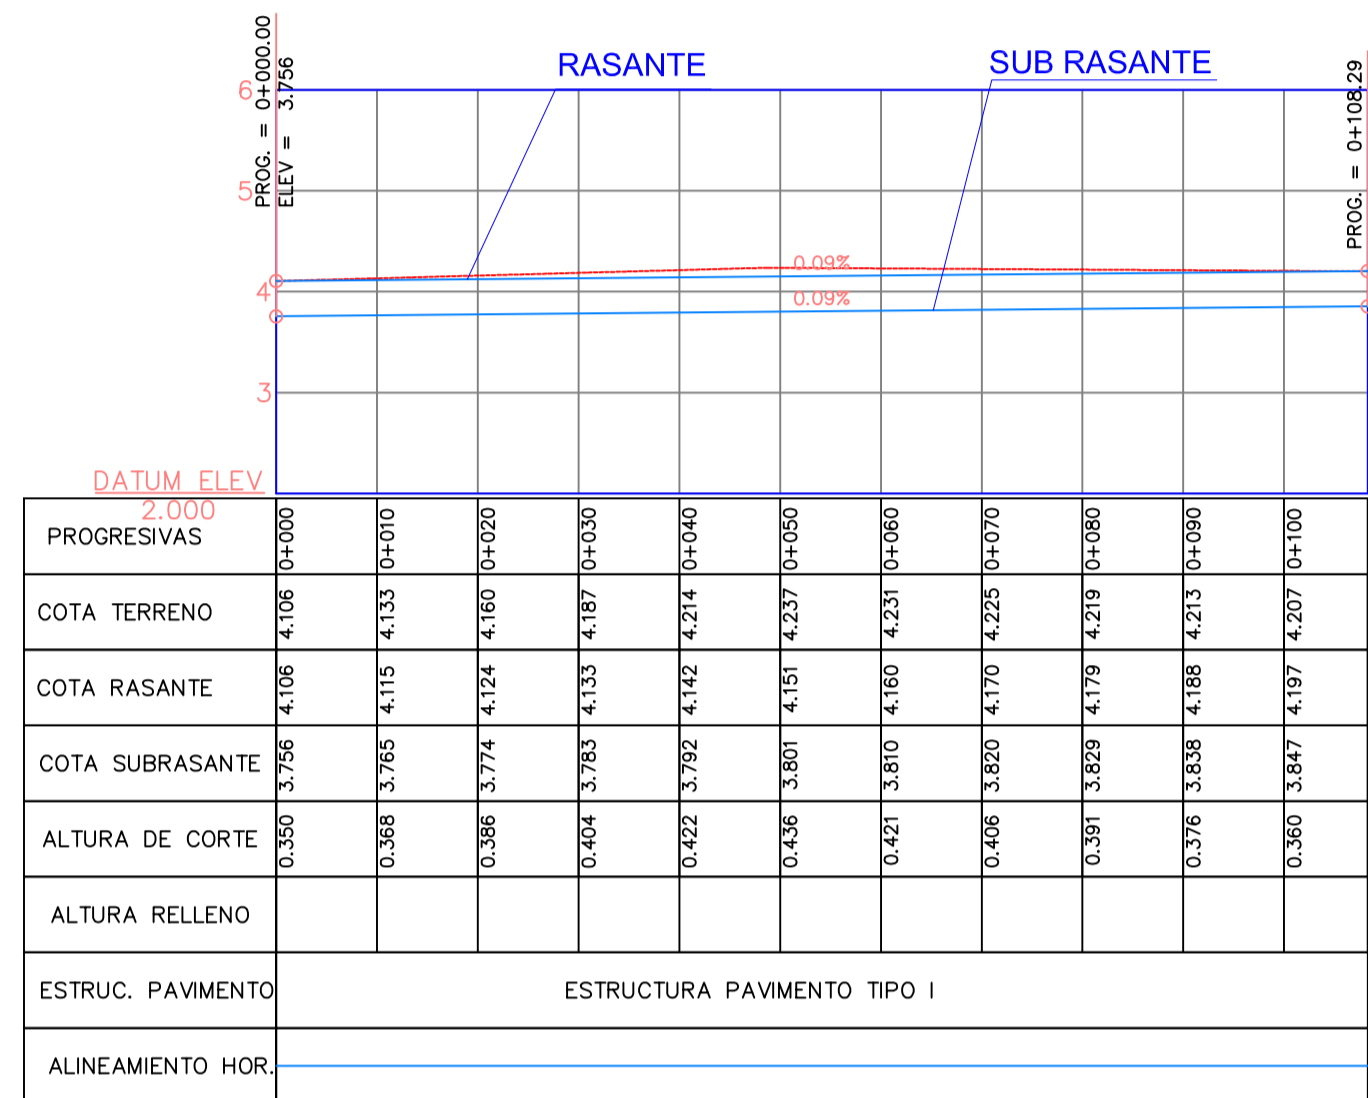 PROG. = 0+000.00
ELEV = 3.756
RASANTE
SUB RASANTE
PROG. = 0+108.29
6
5
4
3
0.09%
0.09%
DATUM ELEV
2.000
PROGRESIVAS 0+000 0+010 0+020 0+030 0+040 0+050 0+060 0+070 0+080 0+090 0+100
COTA TERRENO 4.106 4.133 4.160 4.187 4.214 4.237 4.231 4.225 4.219 4.213 4.207
COTA RASANTE 4.106 4.115 4.124 4.133 4.142 4.151 4.160 4.170 4.179 4.188 4.197
COTA SUBRASANTE 3.756 3.765 3.774 3.783 3.792 3.801 3.810 3.820 3.829 3.838 3.847
ALTURA DE CORTE 0.350 0.368 0.386 0.404 0.422 0.436 0.421 0.406 0.391 0.376 0.360
ALTURA RELLENO
ESTRUC. PAVIMENTO ESTRUCTURA PAVIMENTO TIPO I
ALINEAMIENTO HOR.